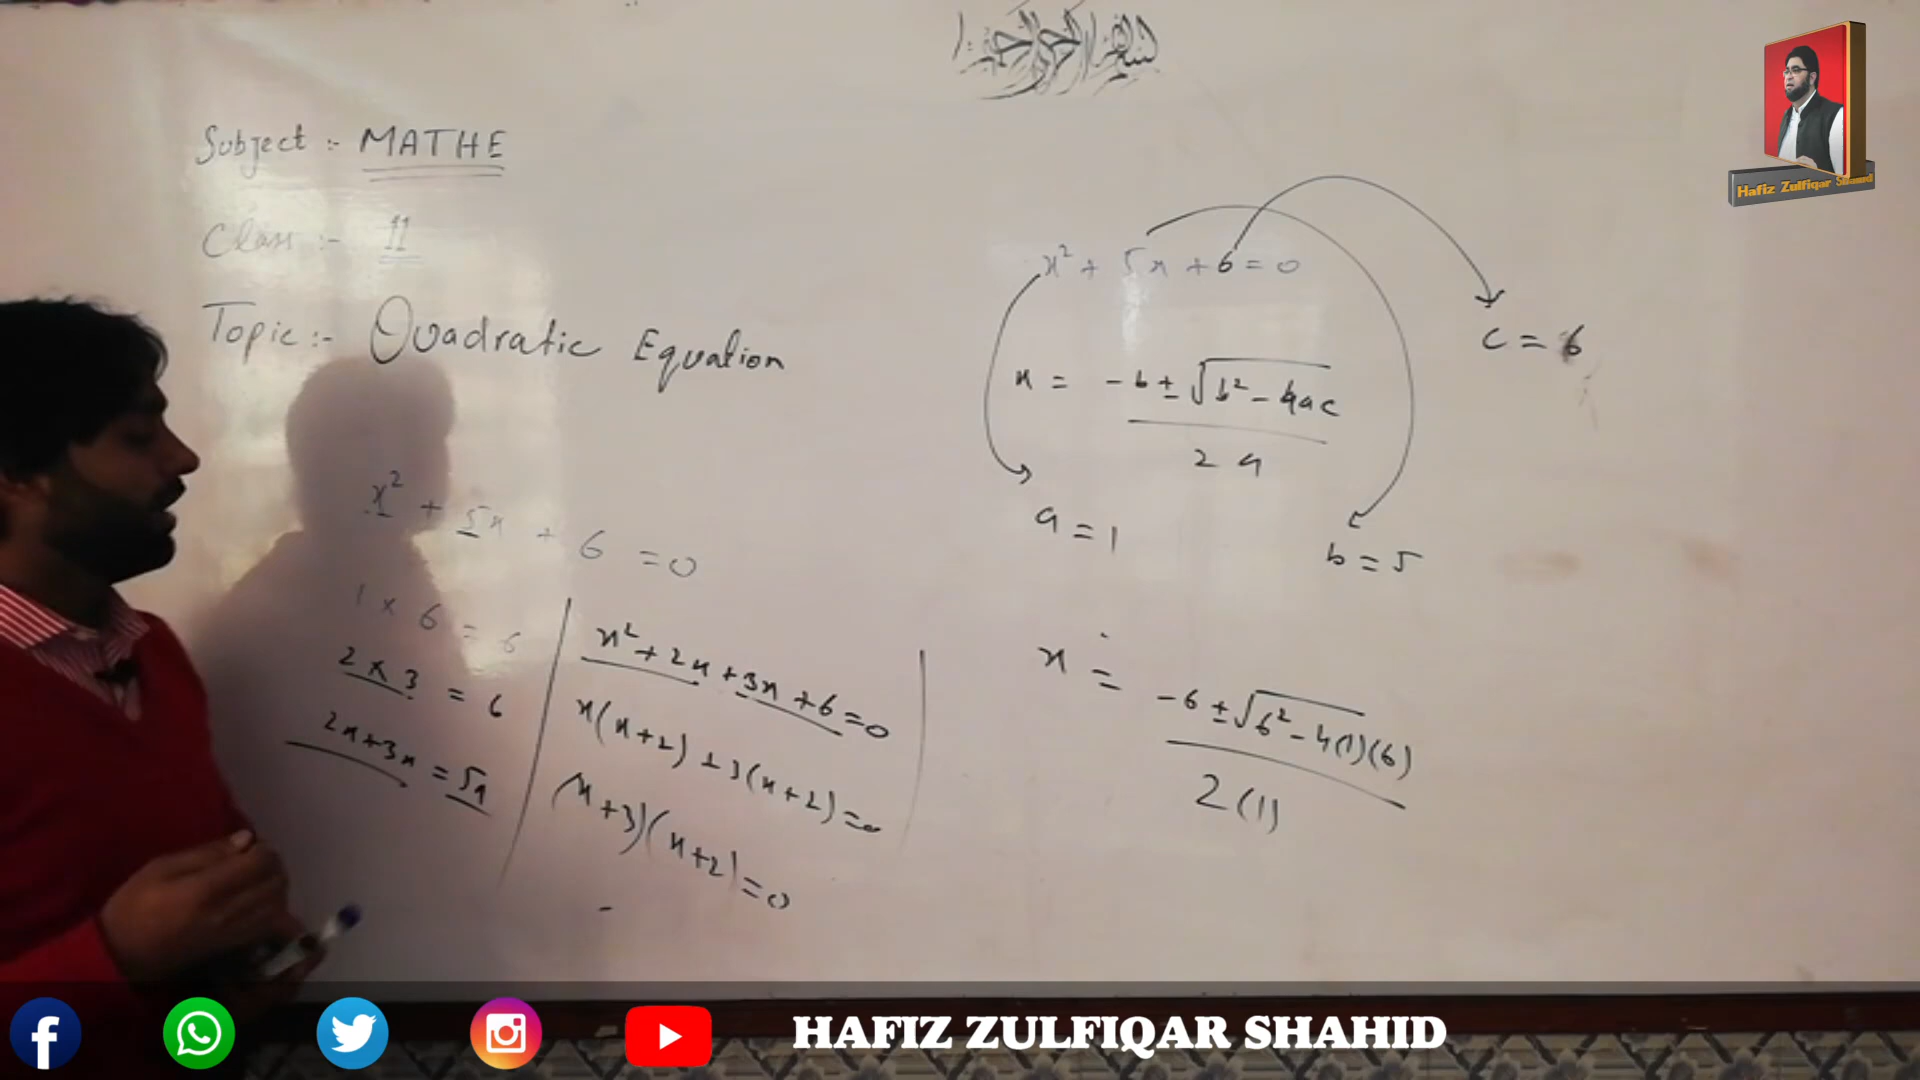 بسم الله الرحمن الرحيم
Hafiz Zulfiqar Shahid
Subject :- MATHE
Class :- 11
Topic :- Quadratic Equation
x² + 5x + 6 = 0
1 × 6 = 6
2 × 3 = 6
2x+3x = 5x
x²+2x+3x+6=0
x(x+2)+3(x+2)=0
(x+3)(x+2)=0
-
x² + 5x + 6 = 0
c = 6
x = -b ± √b² - 4ac
2a
a = 1
b = 5
x = -6 ± √6² - 4(1)(6)
2(1)
HAFIZ ZULFIQAR SHAHID